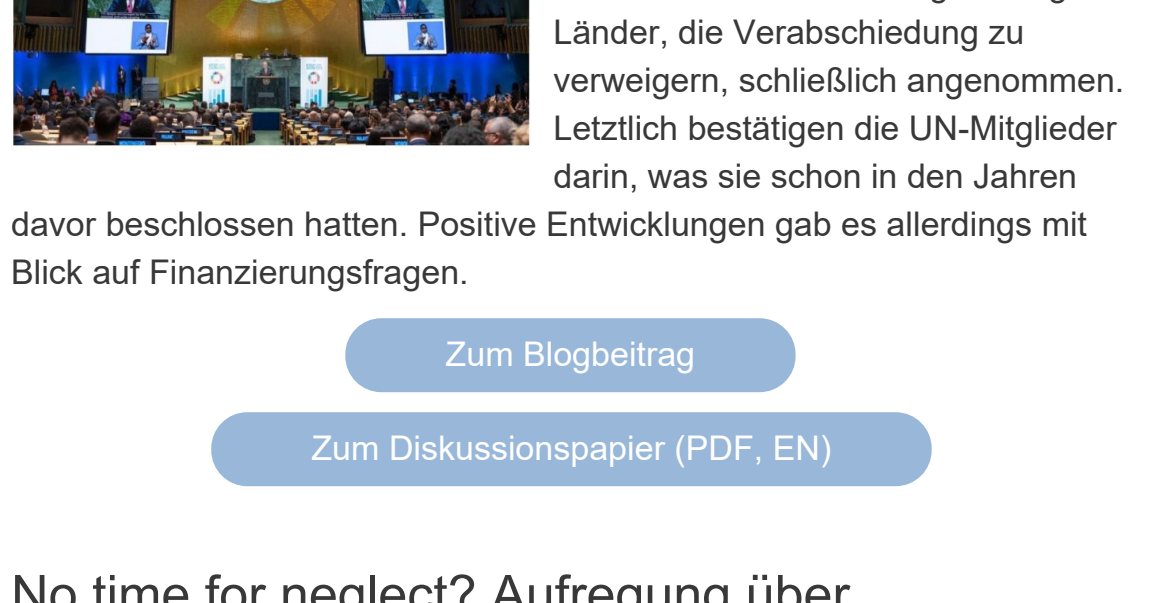 Länder, die Verabschiedung zu
verweigern, schließlich angenommen.
Letztlich bestätigen die UN-Mitglieder
darin, was sie schon in den Jahren
davor beschlossen hatten. Positive Entwicklungen gab es allerdings mit
Blick auf Finanzierungsfragen.
Zum Blogbeitrag
Zum Diskussionspapier (PDF, EN)
No time for neglect? Aufregung über